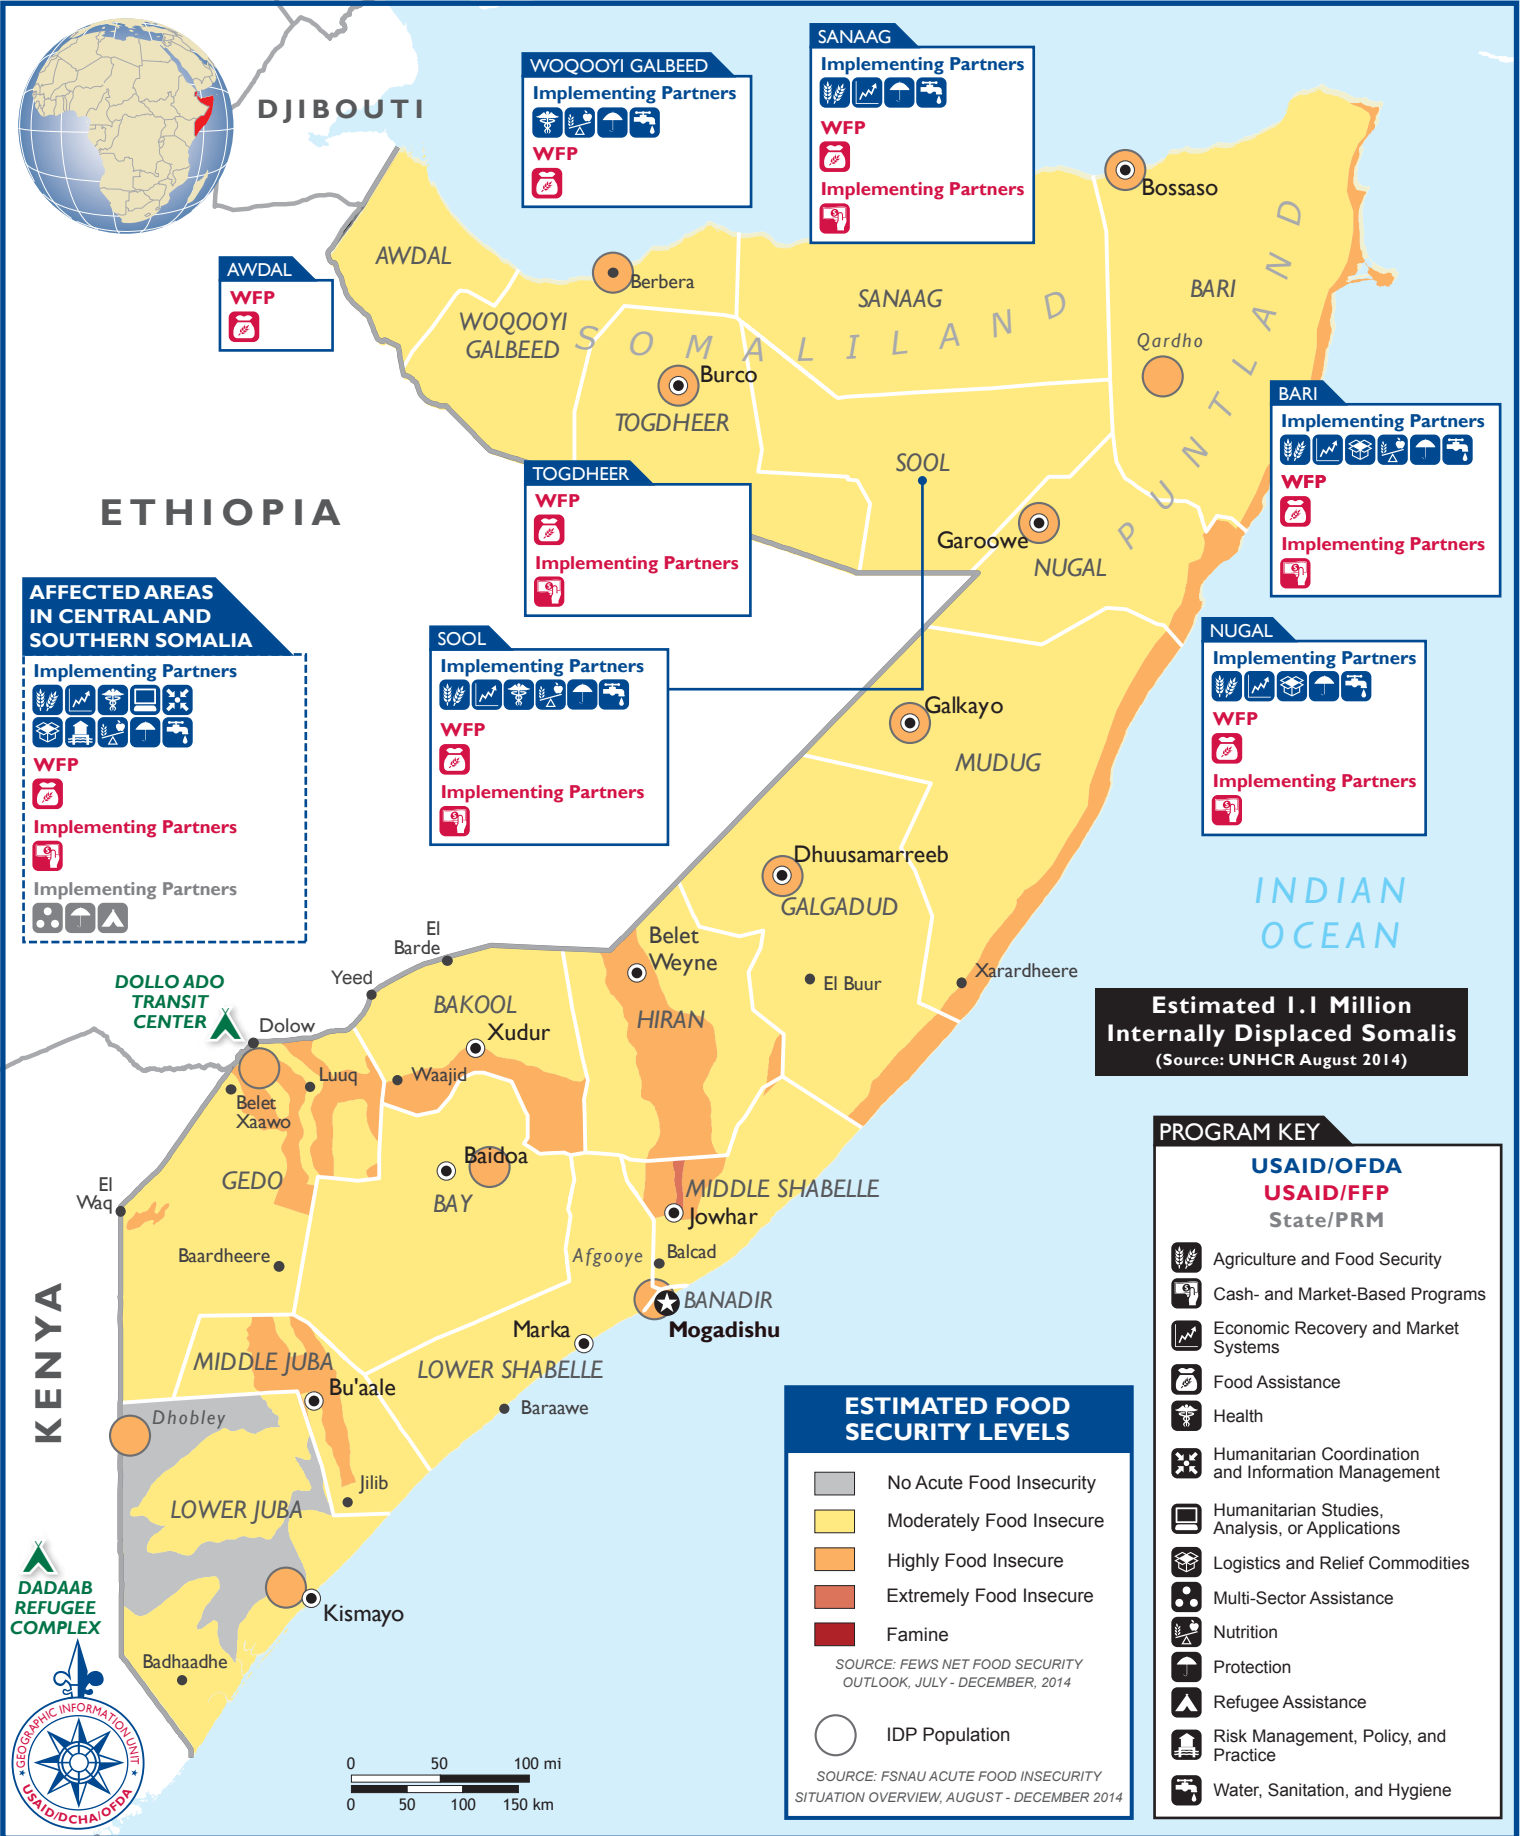 DJIBOUTI
WOQOOYI GALBEED
Implementing Partners
WFP
SANAAG
Implementing Partners
WFP
Implementing Partners
Bossaso
AWDAL
WFP
AWDAL
Berbera
WOQOOYI
GALBEED
SANAAG
BARI
SOMALILAND
PUNTLAND
Qardho
Burco
TOGDHEER
SOOL
BARI
Implementing Partners
WFP
Implementing Partners
TOGDHEER
WFP
Implementing Partners
ETHIOPIA
Garoowe
NUGAL
AFFECTED AREAS
IN CENTRAL AND
SOUTHERN SOMALIA
Implementing Partners
WFP
Implementing Partners
Implementing Partners
SOOL
Implementing Partners
WFP
Implementing Partners
NUGAL
Implementing Partners
WFP
Implementing Partners
Galkayo
MUDUG
Dhuusamarreeb
GALGADUD
INDIAN
OCEAN
El
Barde
Belet
Weyne
Yeed
El Buur
Xarardheere
DOLLO ADO
TRANSIT
CENTER
Dolow
BAKOOL
Xudur
HIRAN
Estimated 1.1 Million
Internally Displaced Somalis
(Source: UNHCR August 2014)
Luuq
Waajid
Belet
Xaawo
Baidoa
GEDO
BAY
El
Waq
MIDDLE SHABELLE
Jowhar
Baardheere
Afgooye
Balcad
BANADIR
Mogadishu
KENYA
Marka
MIDDLE JUBA
LOWER SHABELLE
Bu'aale
Baraawe
Dhobley
Jilib
LOWER JUBA
DADAAB
REFUGEE
COMPLEX
Kismayo
Badhaadhe
GEOGRAPHIC INFORMATION UNIT
USAID/DCHA/OFDA
0 50 100 mi
0 50 100 150 km
ESTIMATED FOOD
SECURITY LEVELS
No Acute Food Insecurity
Moderately Food Insecure
Highly Food Insecure
Extremely Food Insecure
Famine
SOURCE: FEWS NET FOOD SECURITY
OUTLOOK, JULY - DECEMBER, 2014
IDP Population
SOURCE: FSNAU ACUTE FOOD INSECURITY
SITUATION OVERVIEW, AUGUST - DECEMBER 2014
PROGRAM KEY
USAID/OFDA
USAID/FFP
State/PRM
Agriculture and Food Security
Cash- and Market-Based Programs
Economic Recovery and Market
Systems
Food Assistance
Health
Humanitarian Coordination
and Information Management
Humanitarian Studies,
Analysis, or Applications
Logistics and Relief Commodities
Multi-Sector Assistance
Nutrition
Protection
Refugee Assistance
Risk Management, Policy, and
Practice
Water, Sanitation, and Hygiene